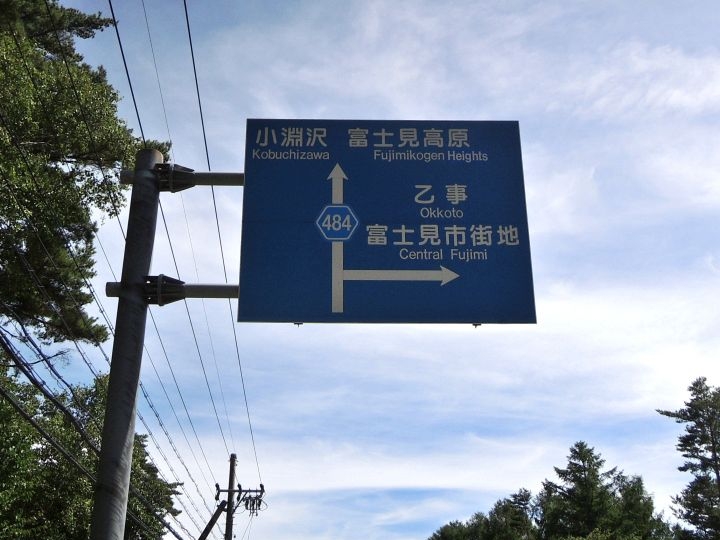 小淵沢 富士見高原
Kobuchizawa Fujimikogen Heights
乙事
Okkoto
484
富士見市街地
Central Fujimi